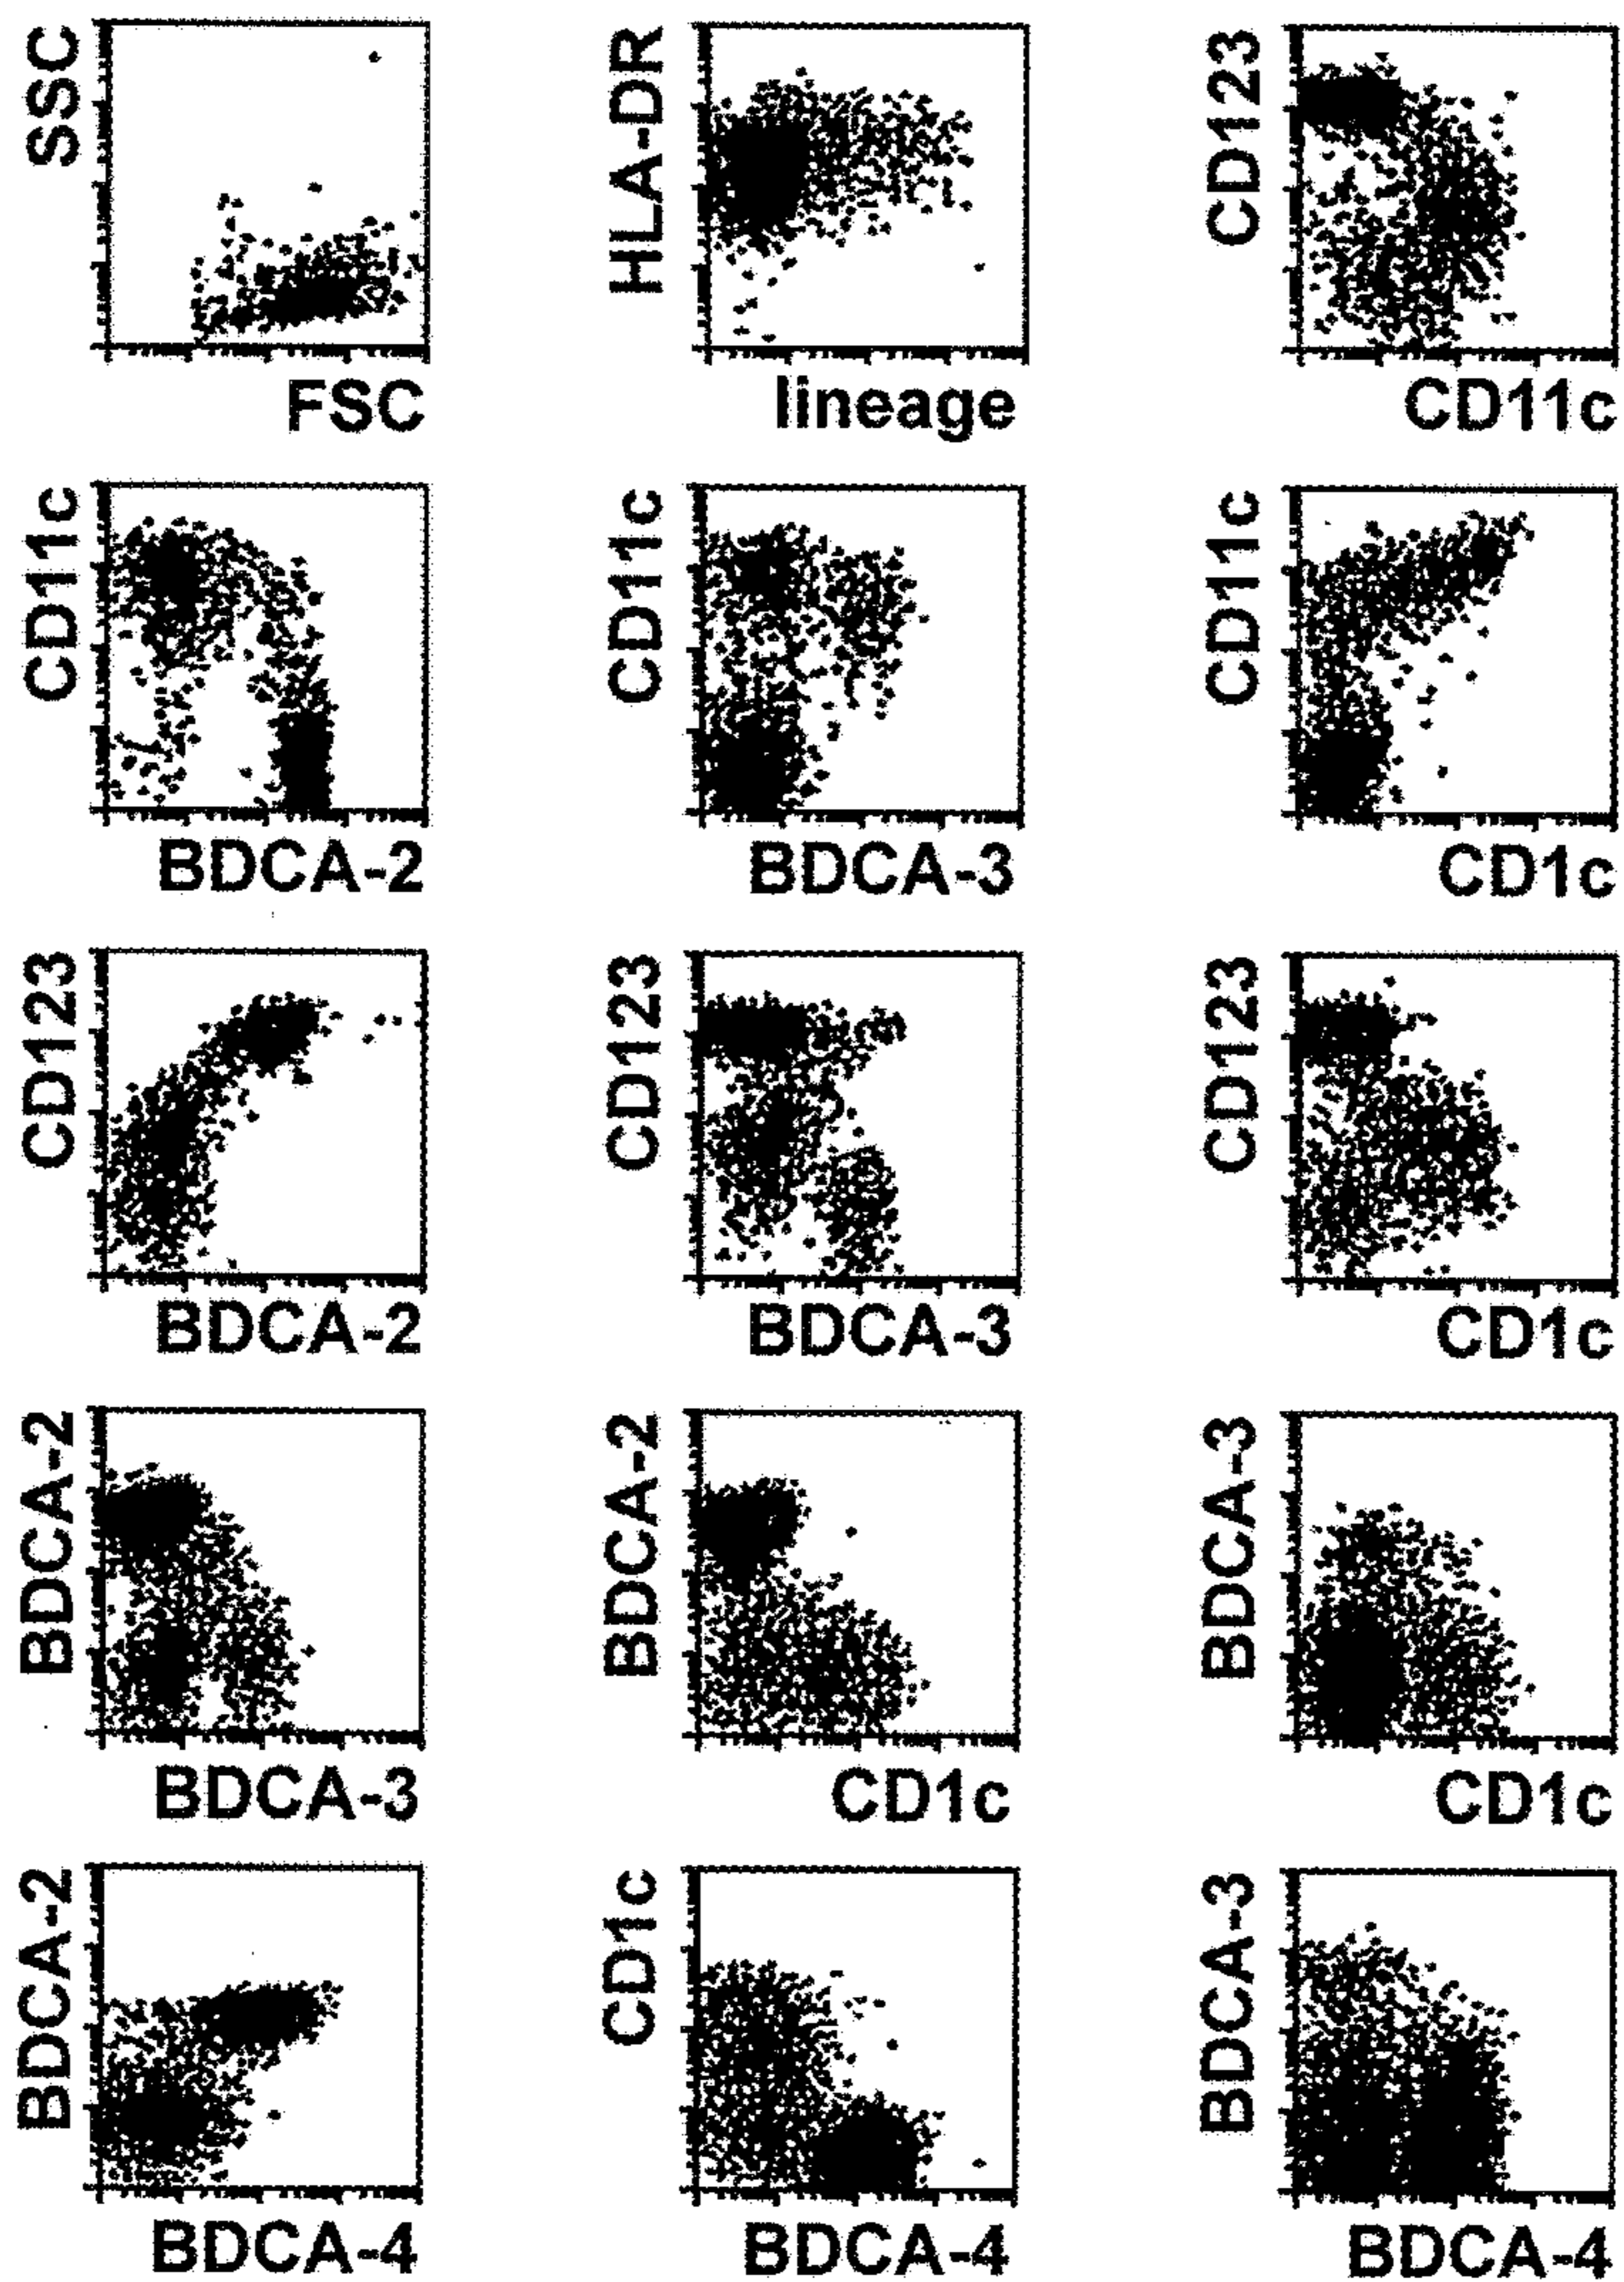 SSC
FSC
HLA-DR
lineage
CD123
CD11c
CD11c
BDCA-2
CD11c
BDCA-3
CD11c
CD1c
CD123
BDCA-2
CD123
BDCA-3
CD123
CD1c
BDCA-2
BDCA-3
BDCA-2
CD1c
BDCA-3
CD1c
BDCA-2
BDCA-4
CD1c
BDCA-4
BDCA-3
BDCA-4